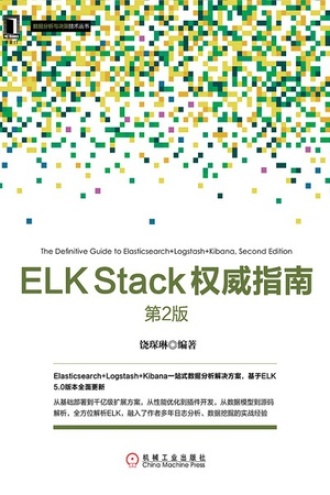 数据分析与决策技术丛书
The Definitive Guide to Elasticsearch+Logstash+Kibana, Second Edition
ELK Stack 权威指南
第2版
饶琛琳◎编著
Elasticsearch+Logstash+Kibana一站式数据分析解决方案，基于ELK
5.0版本全面更新
从基础部署到千亿级扩展方案，从性能优化到插件开发，从数据模型到源码
解析，全方位解析ELK，融入了作者多年日志分析、数据挖掘的实战经验
机械工业出版社
China Machine Press